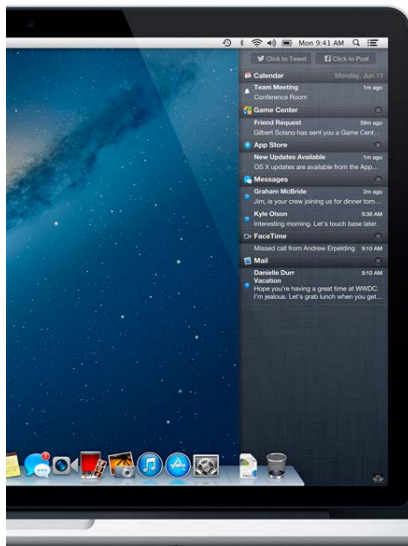 Mon 9:41 AM
Click to Tweet
Click to Post
Calendar Monday, Jun 11
Team Meeting 1m ago
Conference Room
Game Center
Friend Request 59m ago
Gilbert Solano has sent you a Game Cent...
App Store
New Updates Available 1m ago
OS X updates are available from the App...
Messages
Graham McBride 2m ago
Jim, is your crew joining us for dinner tom...
Kyle Olson 9:38 AM
Interesting morning. Let's touch base later.
FaceTime
Missed call from Andrew Erpelding 9:10 AM
Mail
Danielle Durr 9:10 AM
Vacation
Hope you're having a great time at WWDC.
I'm jealous. Let's grab lunch when you get...